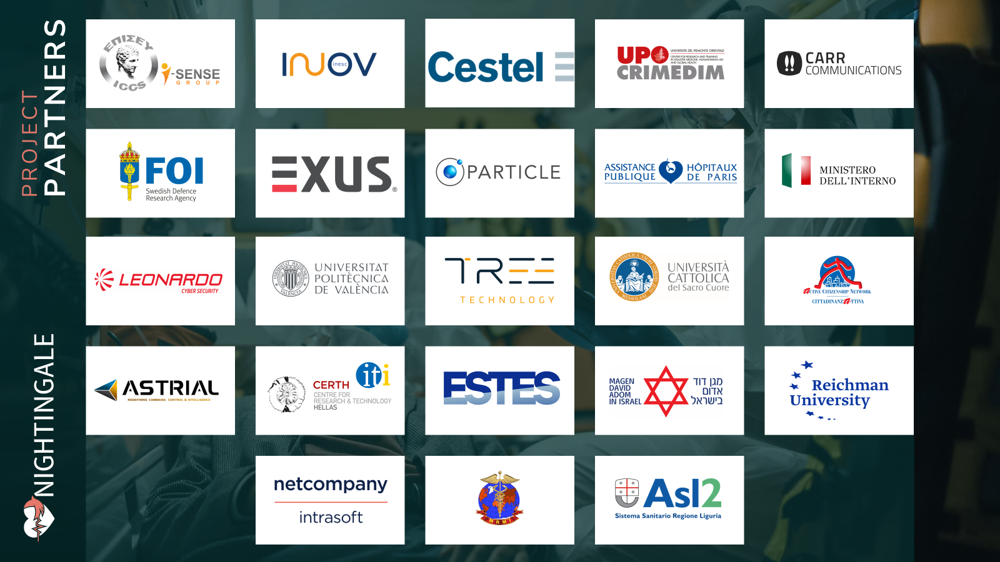 PROJECT
PARTNERS
NIGHTINGALE
ΕΠΙΣΕΥ
ICCS
i-SENSE
GROUP
INOV
inesc
Cestel
UPO
CRIMEDIM
UNIVERSITÀ DEL PIEMONTE ORIENTALE
CENTER FOR RESEARCH AND TRAINING
IN DISASTER MEDICINE, HUMANITARIAN AID
AND GLOBAL HEALTH
CARR
COMMUNICATIONS
FOI
Swedish Defence
Research Agency
EXUS®
PARTICLE
ASSISTANCE
PUBLIQUE
HÔPITAUX
DE PARIS
MINISTERO
DELL'INTERNO
LEONARDO
CYBER SECURITY
UNIVERSITAT
POLITÈCNICA
DE VALÈNCIA
TREE
TECHNOLOGY
UNIVERSITÀ
CATTOLICA
del Sacro Cuore
ACTIVE CITIZENSHIP NETWORK
CITTADINANZATTIVA
ASTRIAL
REDEFINING COMMAND, CONTROL & INTELLIGENCE
CERTH
CENTRE FOR
RESEARCH & TECHNOLOGY
HELLAS
iti
ESTES
MAGEN
DAVID
ADOM
IN ISRAEL
מגן דוד
אדום
בישראל
Reichman
University
netcompany
intrasoft
MRMI
Asl2
Sistema Sanitario Regione Liguria